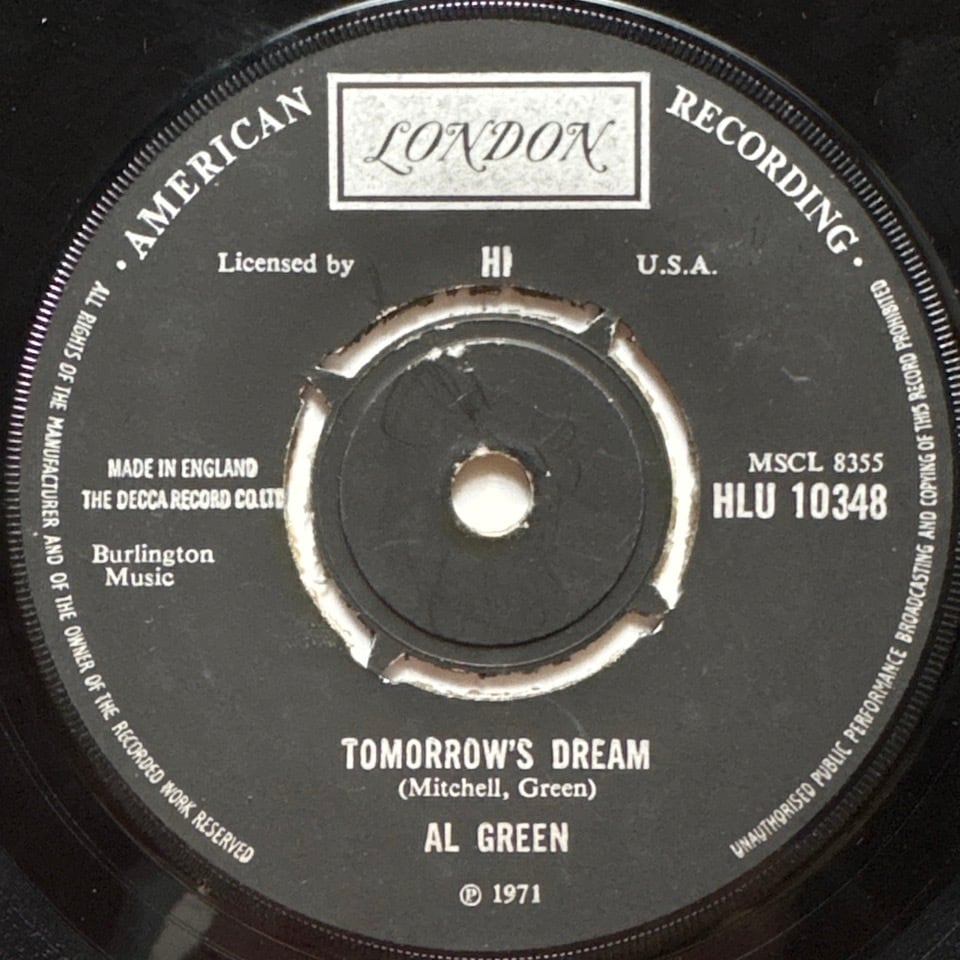 · AMERICAN RECORDING ·
LONDON
Licensed by HI U.S.A.
MADE IN ENGLAND
THE DECCA RECORD CO. LTD
Burlington
Music
MSCL 8355
HLU 10348
TOMORROW'S DREAM
(Mitchell, Green)
AL GREEN
℗ 1971
ALL RIGHTS OF THE MANUFACTURER AND OF THE OWNER OF THE RECORDED WORK RESERVED
UNAUTHORISED PUBLIC PERFORMANCE BROADCASTING AND COPYING OF THIS RECORD PROHIBITED